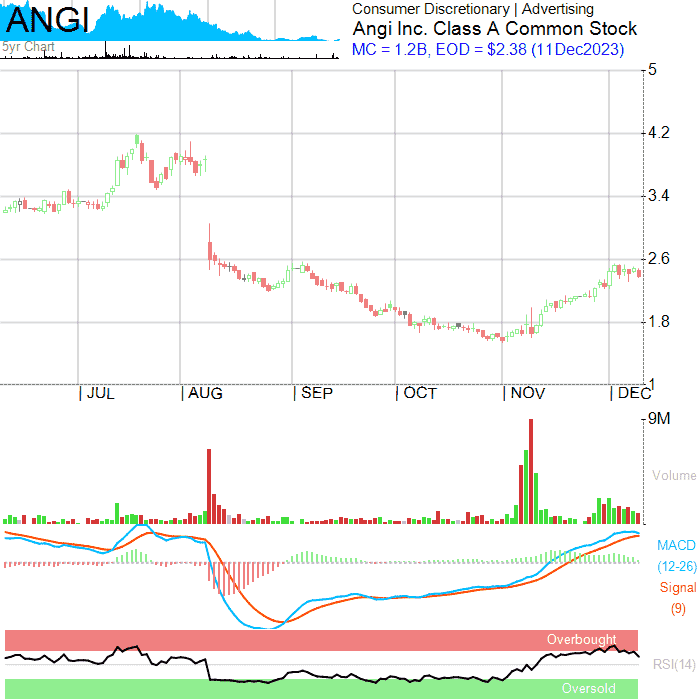 ANGI
5yr Chart
Consumer Discretionary | Advertising
Angi Inc. Class A Common Stock
MC = 1.2B, EOD = $2.38 (11Dec2023)
5
4.2
3.4
2.6
1.8
1
| JUL | AUG | SEP | OCT | NOV | DEC
9M
Volume
MACD
(12-26)
Signal
(9)
Overbought
RSI(14)
Oversold